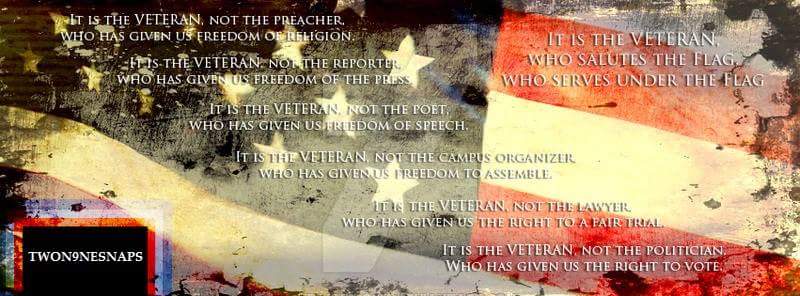 It is the VETERAN, not the preacher,
who has given us freedom of religion.
It is the VETERAN, not the reporter,
who has given us freedom of the press.
It is the VETERAN, not the poet,
who has given us freedom of speech.
It is the VETERAN, not the campus organizer,
who has given us freedom to assemble.
It is the VETERAN, not the lawyer,
who has given us the right to a fair trial.
It is the VETERAN, not the politician,
Who has given us the right to vote.
It is the VETERAN,
who salutes the Flag,
who serves under the Flag
TWON9NESNAPS